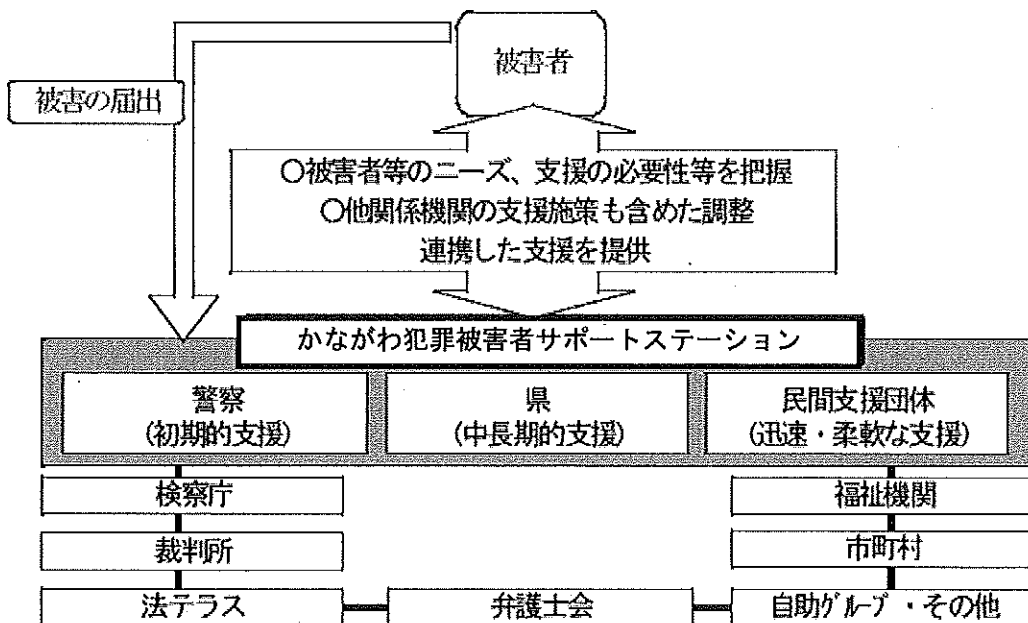 被害者
被害の届出
〇被害者等のニーズ、支援の必要性等を把握
〇他関係機関の支援施策も含めた調整
連携した支援を提供
かながわ犯罪被害者サポートステーション
警察
(初期的支援)
県
(中長期的支援)
民間支援団体
(迅速・柔軟な支援)
検察庁
福祉機関
裁判所
市町村
法テラス
弁護士会
自助グループ・その他